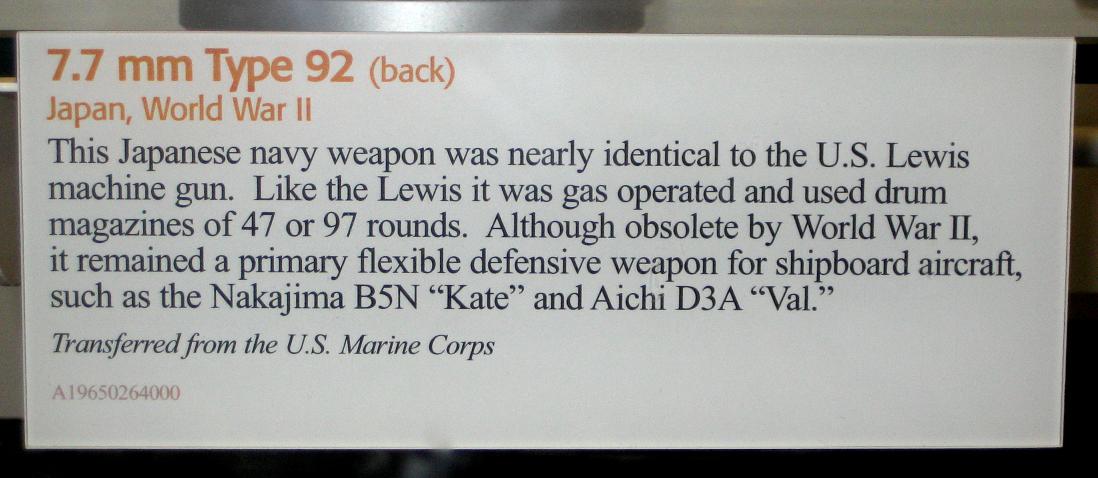 7.7 mm Type 92 (back)
Japan, World War II
This Japanese navy weapon was nearly identical to the U.S. Lewis
machine gun.  Like the Lewis it was gas operated and used drum
magazines of 47 or 97 rounds.  Although obsolete by World War II,
it remained a primary flexible defensive weapon for shipboard aircraft,
such as the Nakajima B5N “Kate” and Aichi D3A “Val.”
Transferred from the U.S. Marine Corps
A19650264000